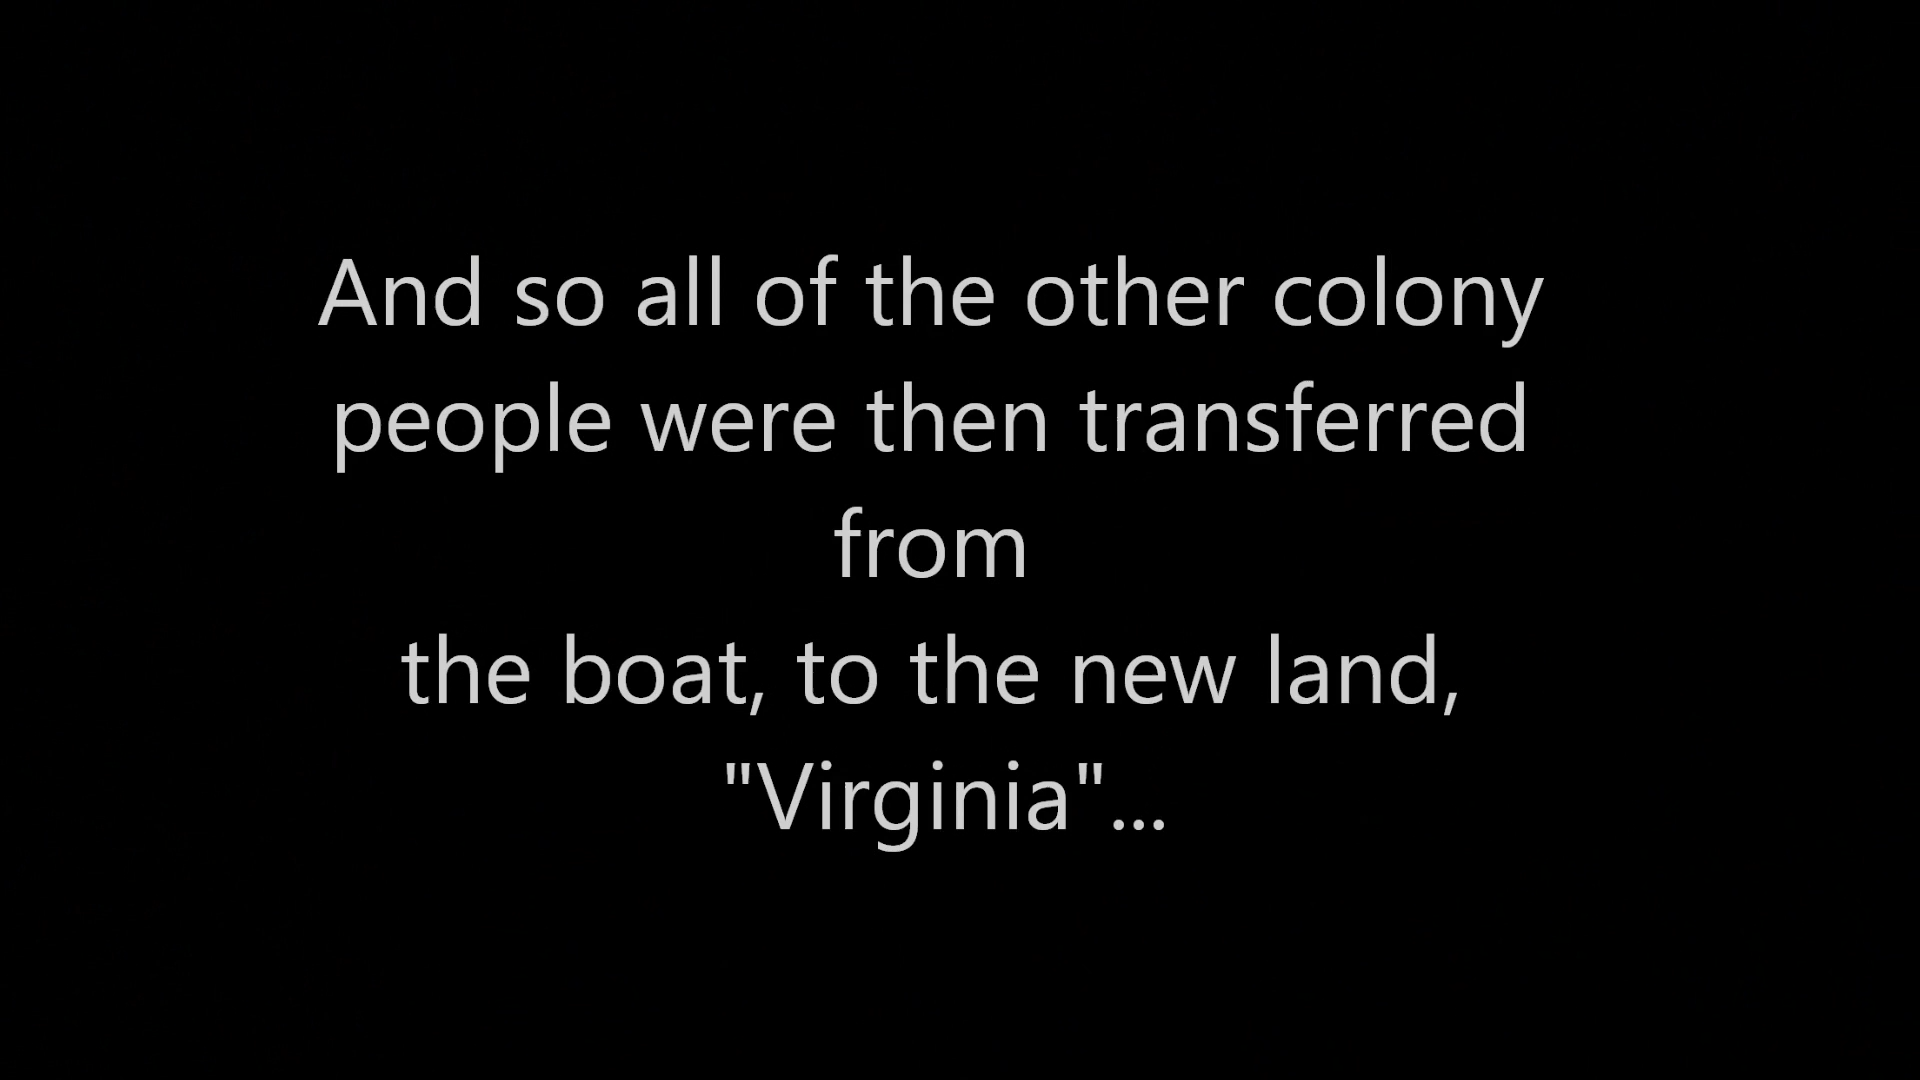 And so all of the other colony
people were then transferred
from
the boat, to the new land,
"Virginia"...